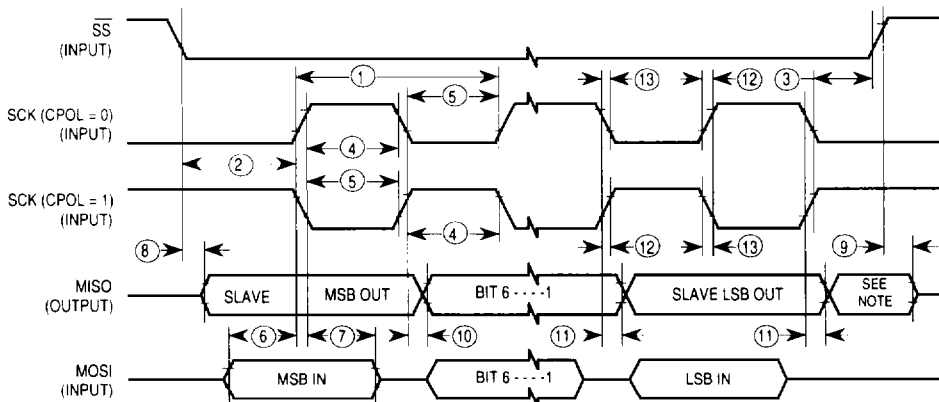 SS
(INPUT)
1 13 12 3
5
SCK (CPOL = 0)
(INPUT)
4
2
5
SCK (CPOL = 1)
(INPUT)
4 12 13
8 9
MISO
(OUTPUT)
SLAVE MSB OUT BIT 6 - - - - 1 SLAVE LSB OUT SEE
NOTE
6 7 10 11 11
MOSI
(INPUT)
MSB IN BIT 6 - - - - 1 LSB IN